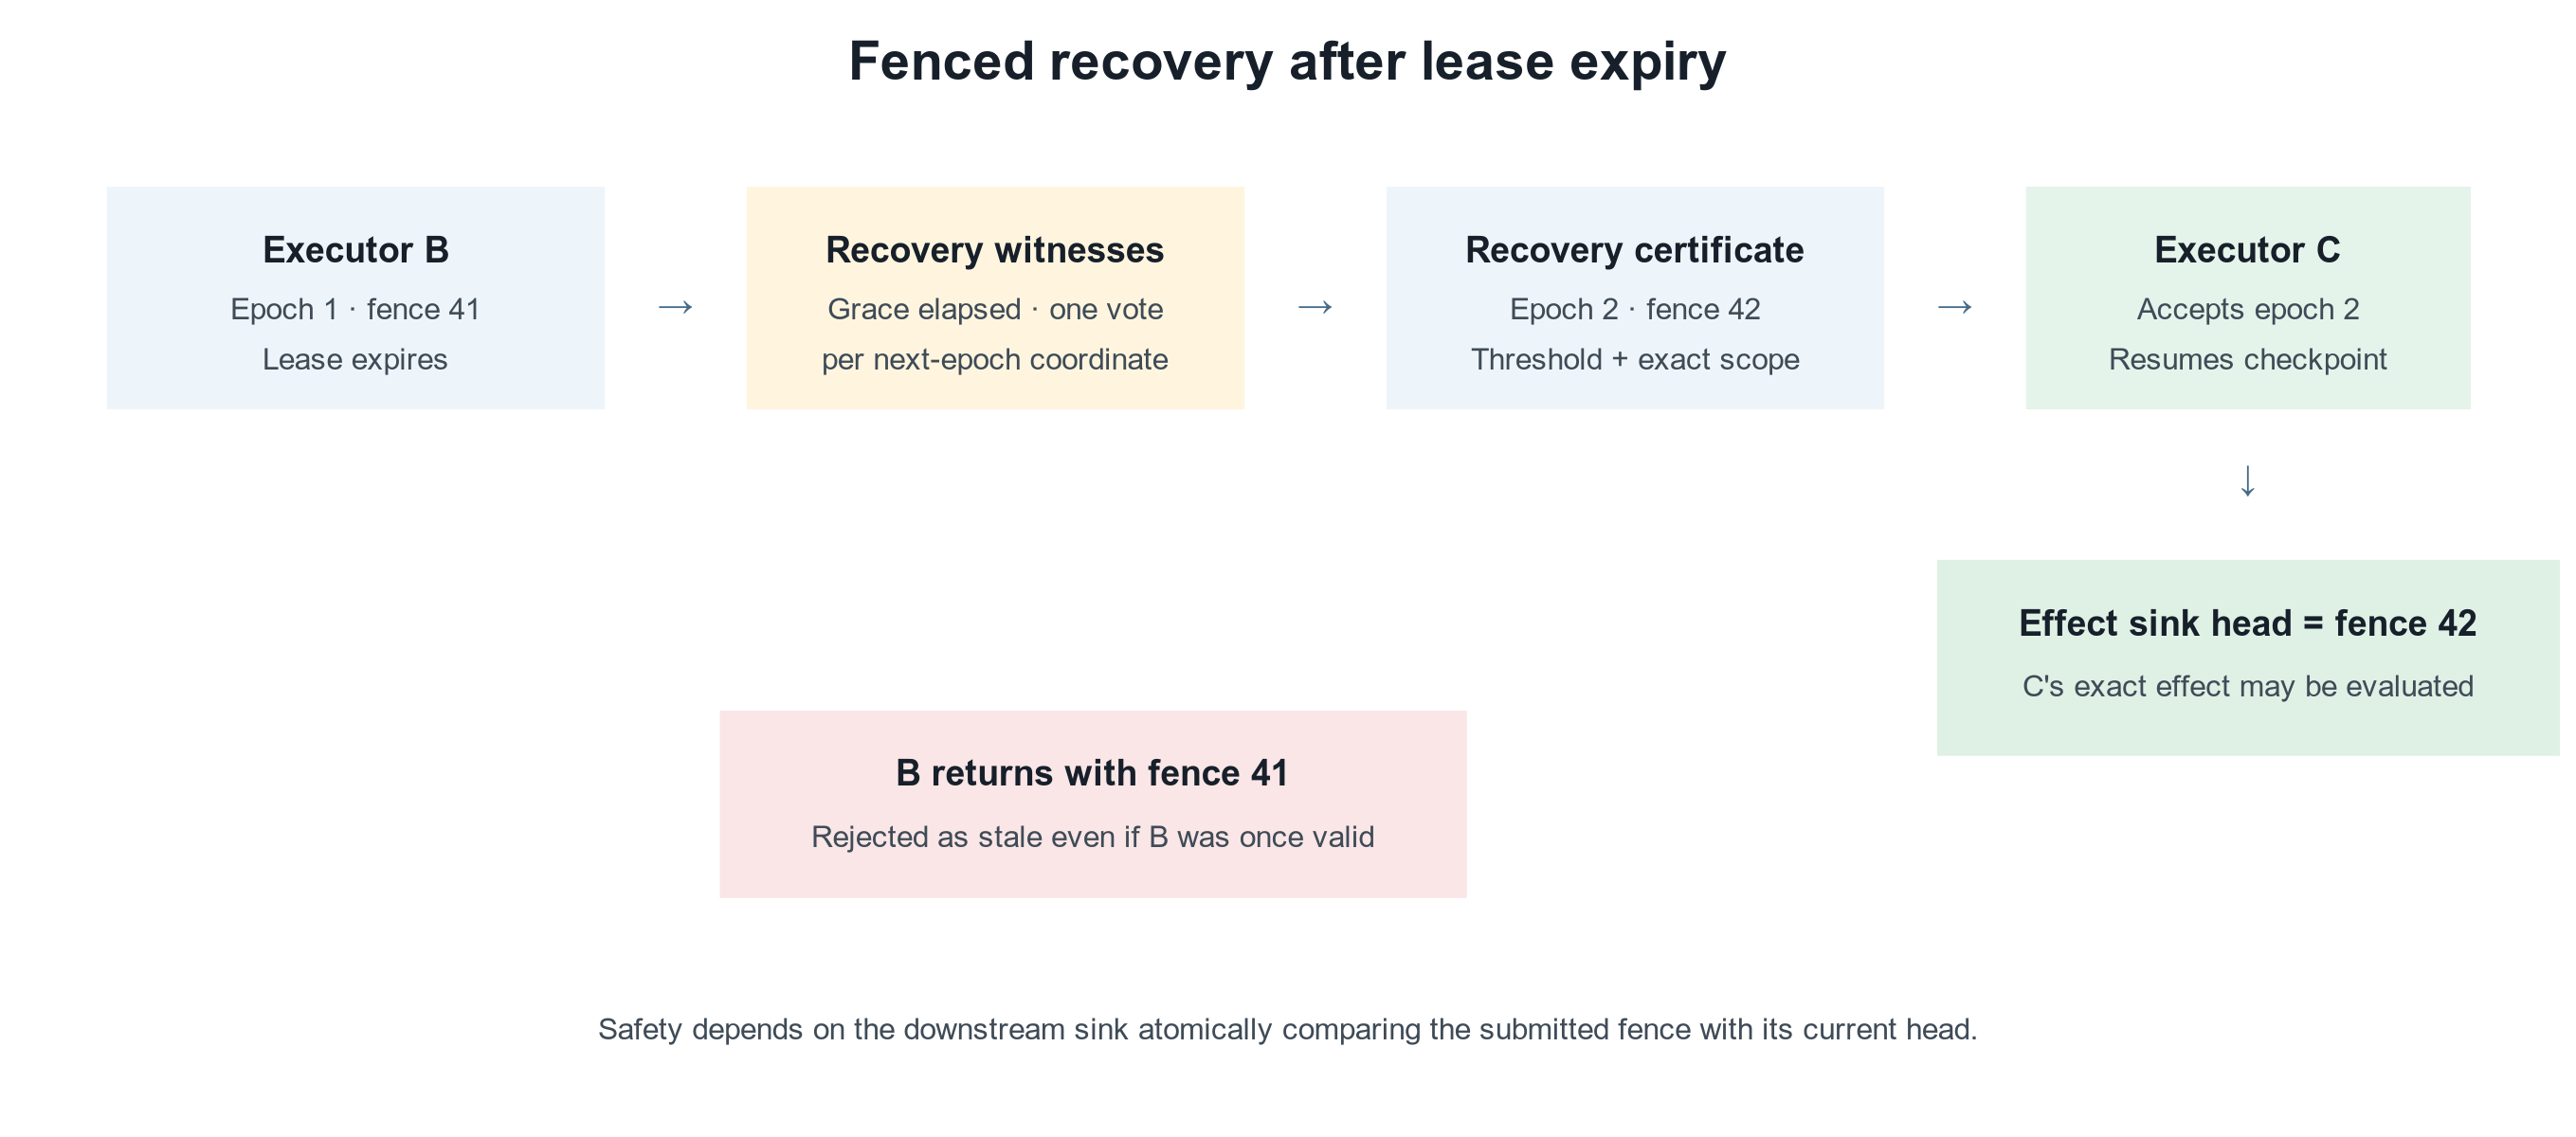 Fenced recovery after lease expiry
Executor B
Epoch 1 · fence 41
Lease expires
→
Recovery witnesses
Grace elapsed · one vote
per next-epoch coordinate
→
Recovery certificate
Epoch 2 · fence 42
Threshold + exact scope
→
Executor C
Accepts epoch 2
Resumes checkpoint
↓
Effect sink head = fence 42
C's exact effect may be evaluated
B returns with fence 41
Rejected as stale even if B was once valid
Safety depends on the downstream sink atomically comparing the submitted fence with its current head.